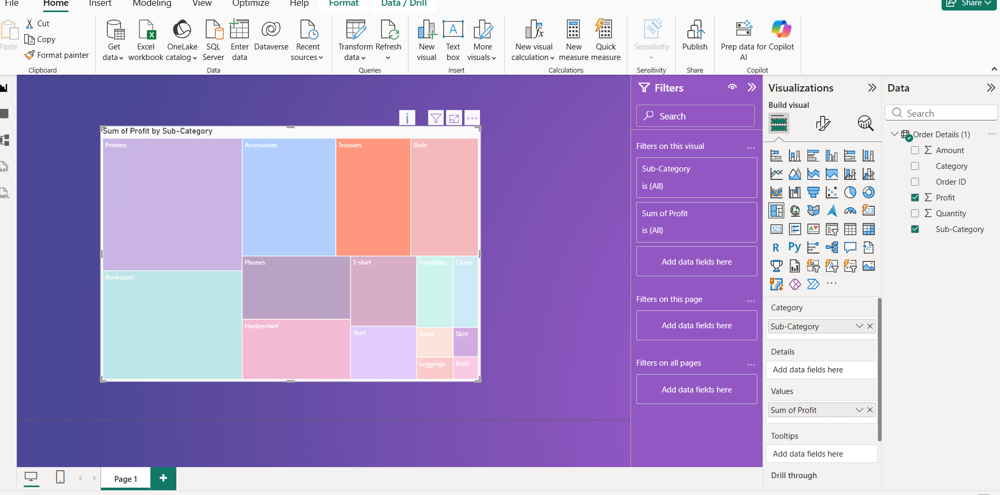 File Home Insert Modeling View Optimize Help Format Data / Drill Share
Paste
Cut
Copy
Format painter
Clipboard
Get data
Excel workbook
OneLake catalog
SQL Server
Enter data
Dataverse
Recent sources
Data
Transform data
Refresh
Queries
New visual
Text box
A
More visuals
Insert
New visual calculation
New measure
Quick measure
Calculations
Sensitivity
Sensitivity
Publish
Share
Prep data for AI
Copilot
Copilot
Sum of Profit by Sub-Category
Printers
Accessories
Trousers
Stole
Bookcases
Phones
T-shirt
Furnishin...
Chairs
Hankerchief
Shirt
Saree
Skirt
Leggings
Kurti
Filters
Search
Filters on this visual
Sub-Category
is (All)
Sum of Profit
is (All)
Add data fields here
Filters on this page
Add data fields here
Filters on all pages
Add data fields here
Visualizations
Build visual
123
123
R Py
Category
Sub-Category
Details
Add data fields here
Values
Sum of Profit
Tooltips
Add data fields here
Drill through
Data
Search
Order Details (1)
Σ Amount
Category
Order ID
Σ Profit
Σ Quantity
Sub-Category
Page 1